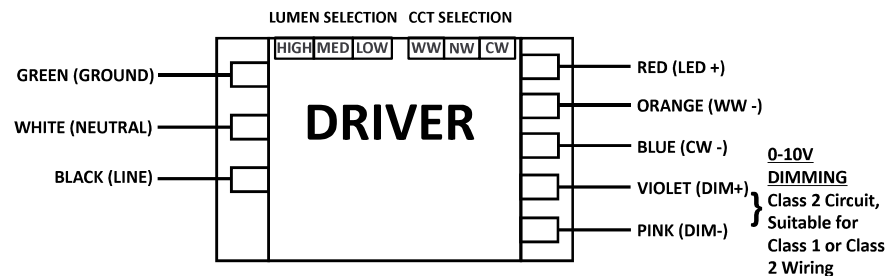 LUMEN SELECTION CCT SELECTION
HIGH MED LOW WW NW CW
GREEN (GROUND)
WHITE (NEUTRAL)
BLACK (LINE)
DRIVER
RED (LED +)
ORANGE (WW -)
BLUE (CW -)
VIOLET (DIM+)
PINK (DIM-)
0-10V
DIMMING
Class 2 Circuit,
Suitable for
Class 1 or Class
2 Wiring